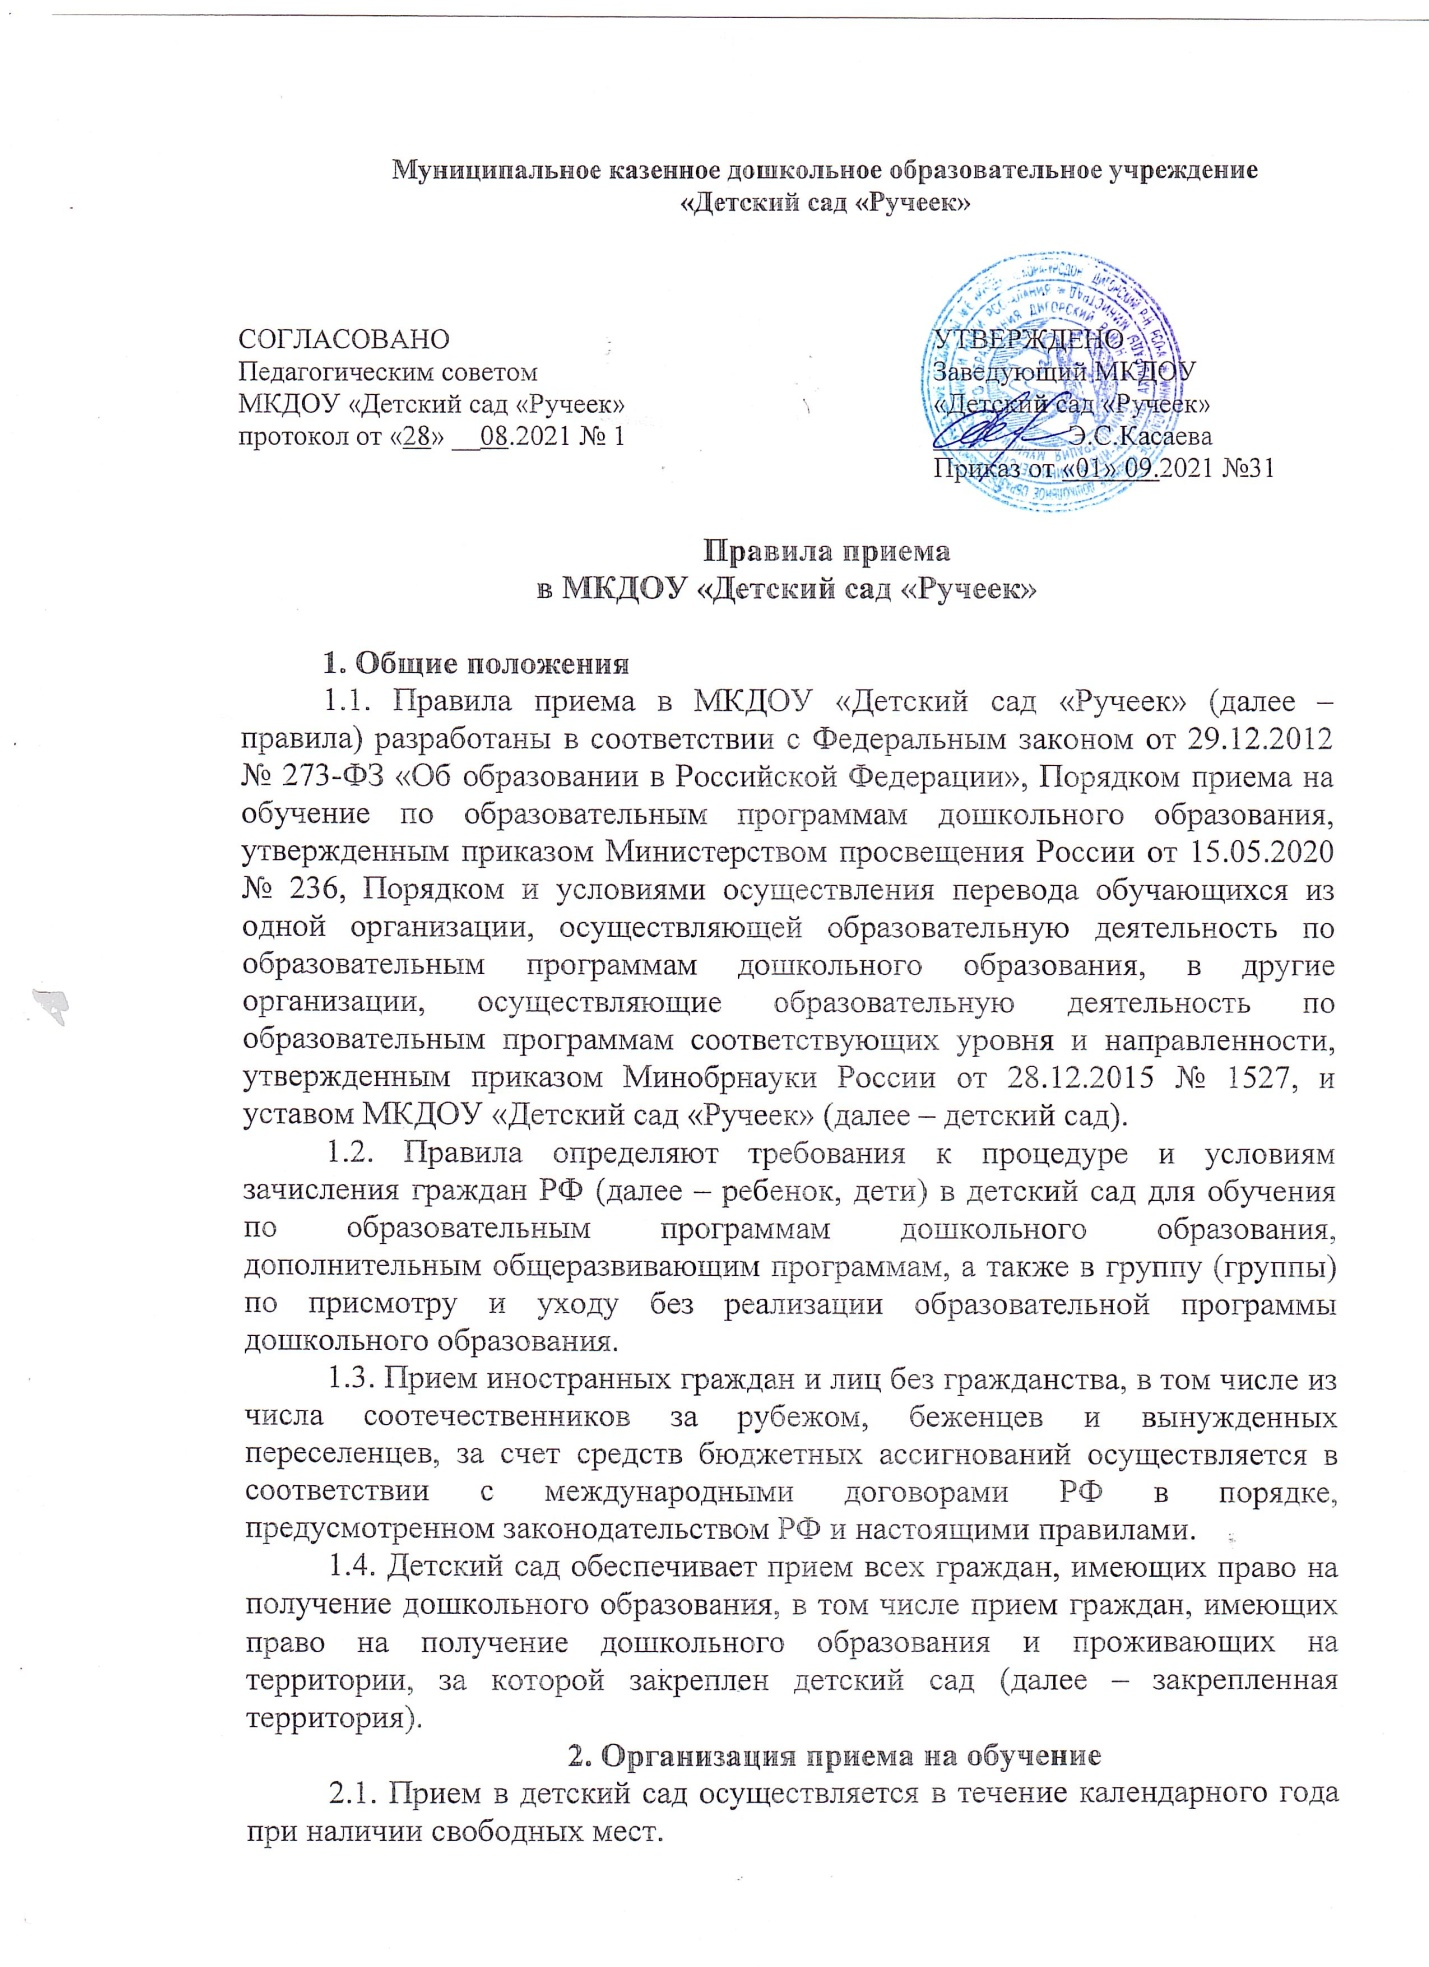 Муниципальное казенное дошкольное образовательное учреждение
«Детский сад «Ручеек»
СОГЛАСОВАНО
Педагогическим советом
МКДОУ «Детский сад «Ручеек»
протокол от «28» __08.2021 № 1
УТВЕРЖДЕНО
Заведующий МКДОУ
«Детский сад «Ручеек»
_________ Э.С.Касаева
Приказ от «01» 09.2021 №31
Правила приема
в МКДОУ «Детский сад «Ручеек»
1. Общие положения
1.1. Правила приема в МКДОУ «Детский сад «Ручеек» (далее –
правила) разработаны в соответствии с Федеральным законом от 29.12.2012
№ 273-ФЗ «Об образовании в Российской Федерации», Порядком приема на
обучение по образовательным программам дошкольного образования,
утвержденным приказом Министерством просвещения России от 15.05.2020
№ 236, Порядком и условиями осуществления перевода обучающихся из
одной организации, осуществляющей образовательную деятельность по
образовательным программам дошкольного образования, в другие
организации, осуществляющие образовательную деятельность по
образовательным программам соответствующих уровня и направленности,
утвержденным приказом Минобрнауки России от 28.12.2015 № 1527, и
уставом МКДОУ «Детский сад «Ручеек» (далее – детский сад).
1.2. Правила определяют требования к процедуре и условиям
зачисления граждан РФ (далее – ребенок, дети) в детский сад для обучения
по образовательным программам дошкольного образования,
дополнительным общеразвивающим программам, а также в группу (группы)
по присмотру и уходу без реализации образовательной программы
дошкольного образования.
1.3. Прием иностранных граждан и лиц без гражданства, в том числе из
числа соотечественников за рубежом, беженцев и вынужденных
переселенцев, за счет средств бюджетных ассигнований осуществляется в
соответствии с международными договорами РФ в порядке,
предусмотренном законодательством РФ и настоящими правилами.
1.4. Детский сад обеспечивает прием всех граждан, имеющих право на
получение дошкольного образования, в том числе прием граждан, имеющих
право на получение дошкольного образования и проживающих на
территории, за которой закреплен детский сад (далее – закрепленная
территория).
2. Организация приема на обучение
2.1. Прием в детский сад осуществляется в течение календарного года
при наличии свободных мест.